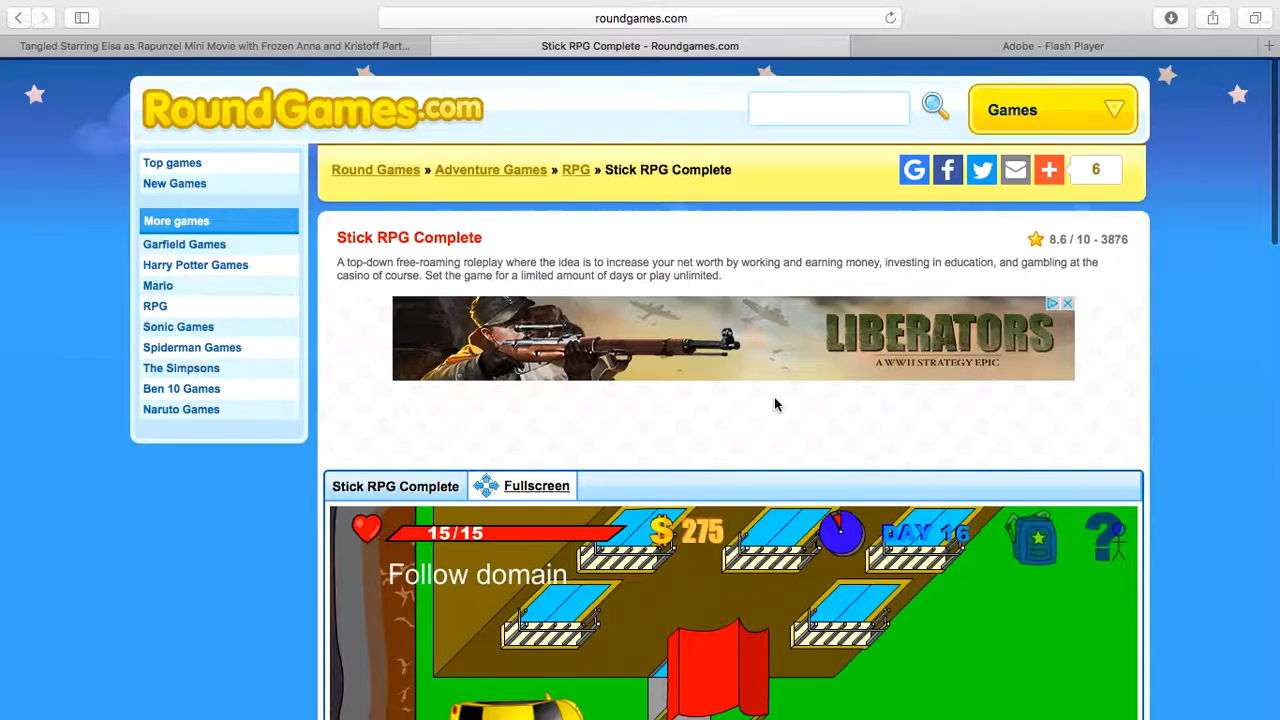 roundgames.com
Tangled Starring Elsa as Rapunzel Mini Movie with Frozen Anna and Kristoff Part...
Stick RPG Complete - Roundgames.com
Adobe - Flash Player
RoundGames.com
Games
Top games
New Games
More games
Garfield Games
Harry Potter Games
Mario
RPG
Sonic Games
Spiderman Games
The Simpsons
Ben 10 Games
Naruto Games
Round Games » Adventure Games » RPG » Stick RPG Complete
6
Stick RPG Complete
8.6 / 10 - 3876
A top-down free-roaming roleplay where the idea is to increase your net worth by working and earning money, investing in education, and gambling at the
casino of course. Set the game for a limited amount of days or play unlimited.
LIBERATORS
A WWII STRATEGY EPIC
Stick RPG Complete
Fullscreen
15/15
$ 275
DAY 16
?
Follow domain